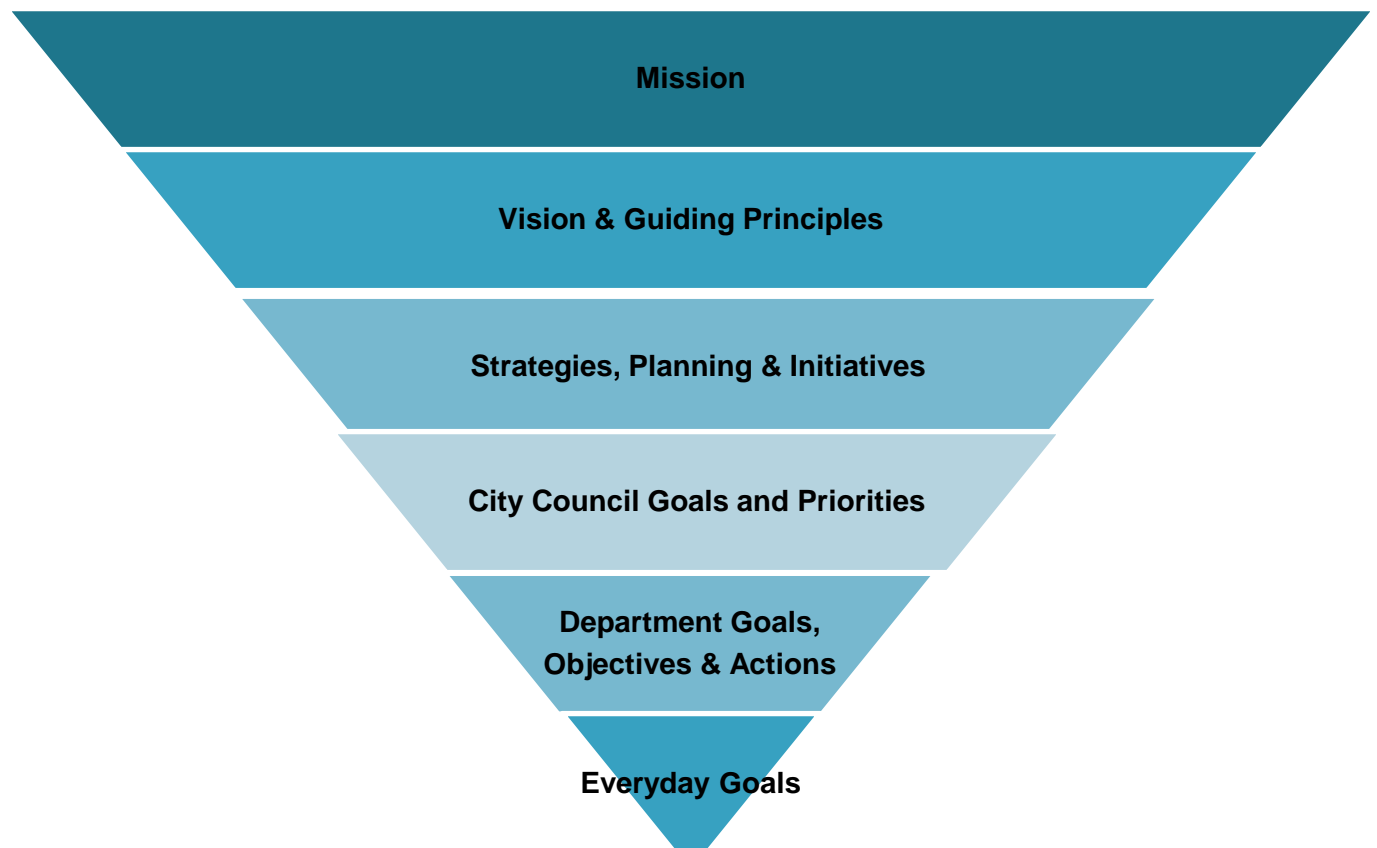 Mission
Vision & Guiding Principles
Strategies, Planning & Initiatives
City Council Goals and Priorities
Department Goals,
Objectives & Actions
Everyday Goals